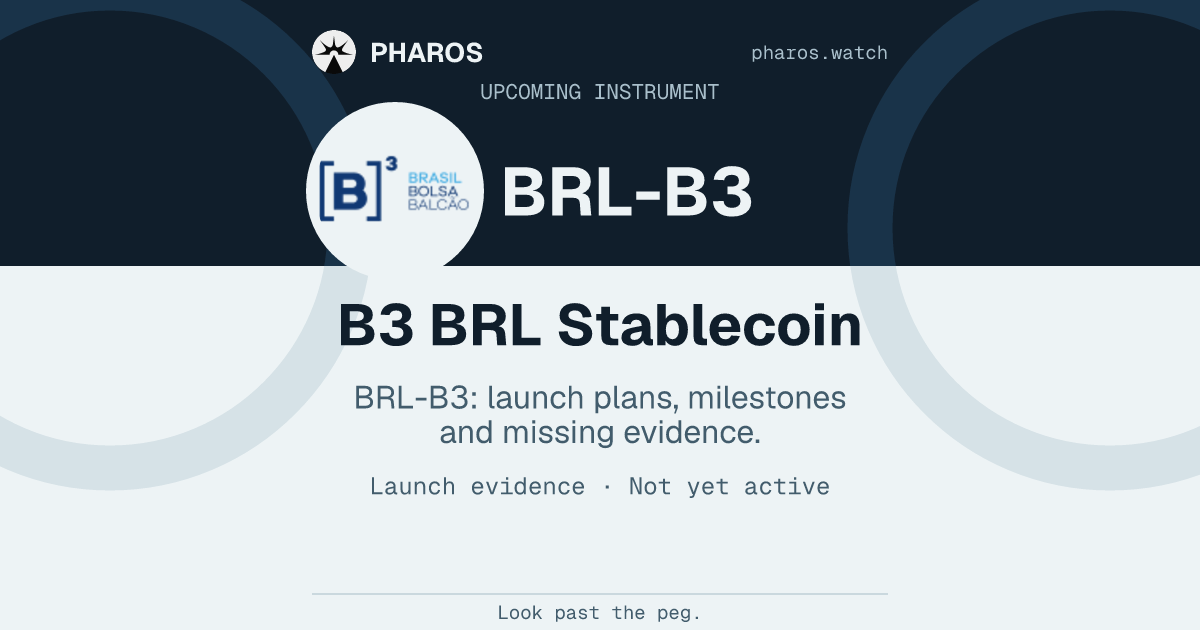 PHAROS
pharos.watch
UPCOMING INSTRUMENT
[B]³
BRASIL
BOLSA
BALCÃO
BRL-B3
B3 BRL Stablecoin
BRL-B3: launch plans, milestones
and missing evidence.
Launch evidence · Not yet active
Look past the peg.